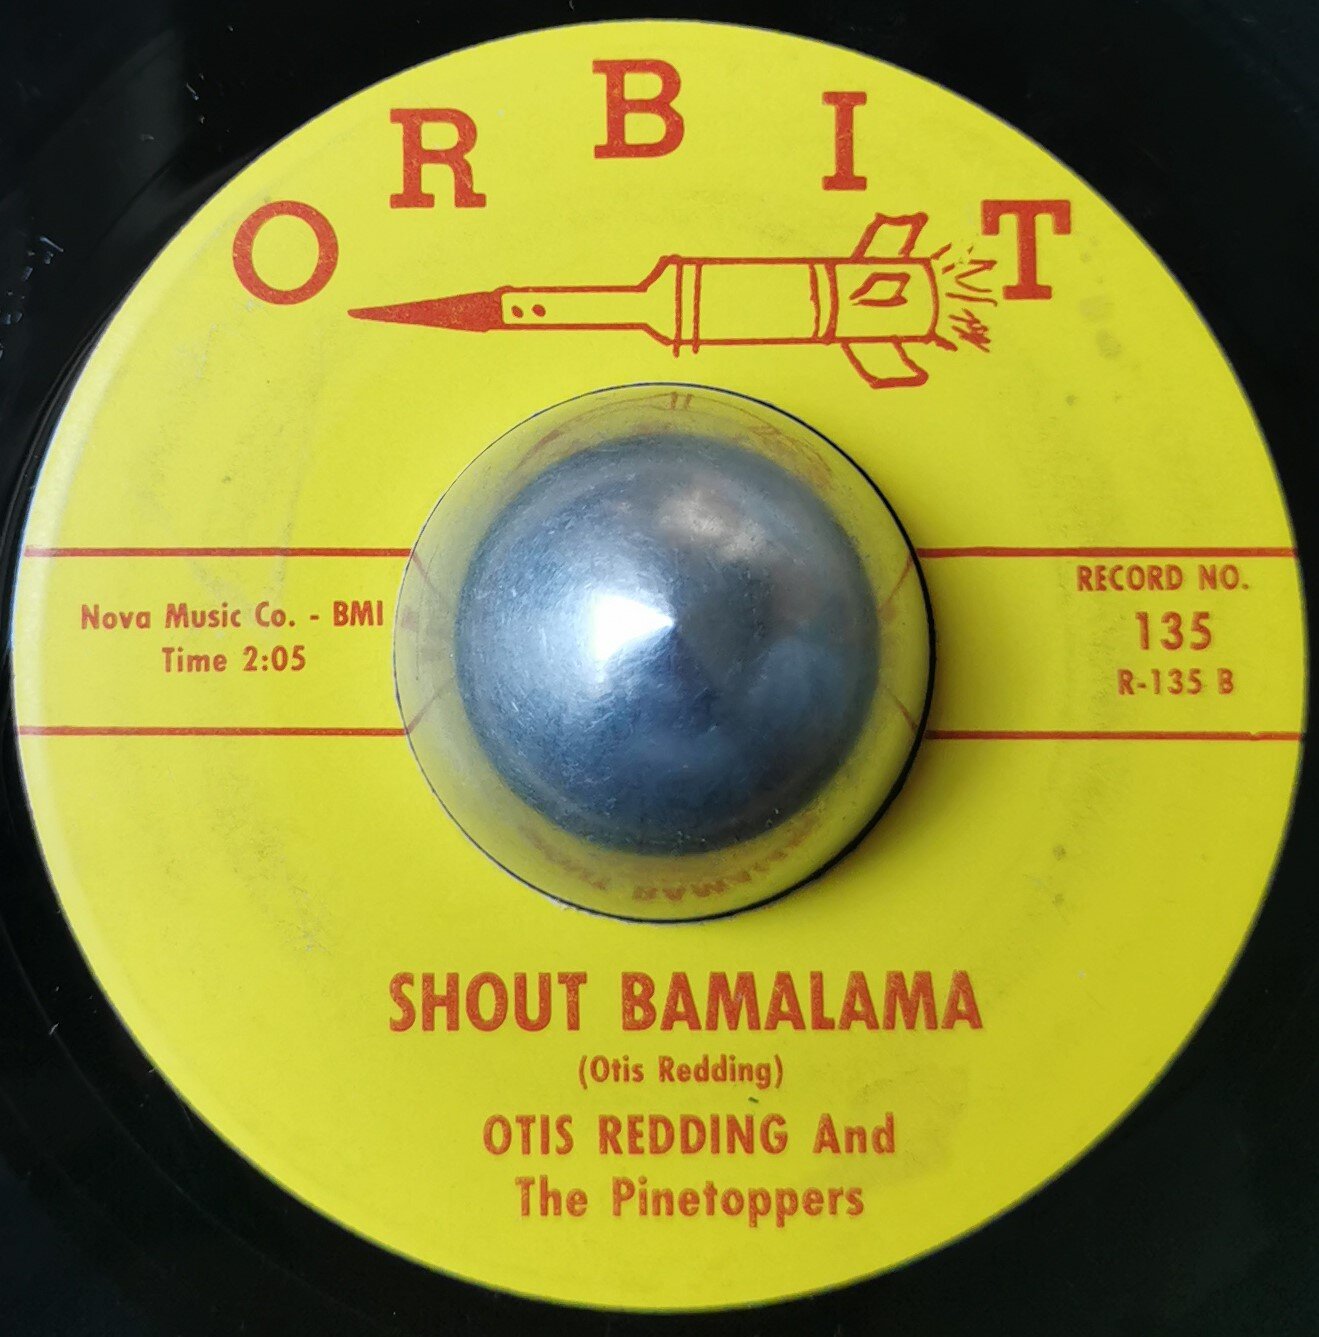 ORBIT
Nova Music Co. - BMI
Time 2:05
RECORD NO.
135
R-135 B
SHOUT BAMALAMA
(Otis Redding)
OTIS REDDING And
The Pinetoppers